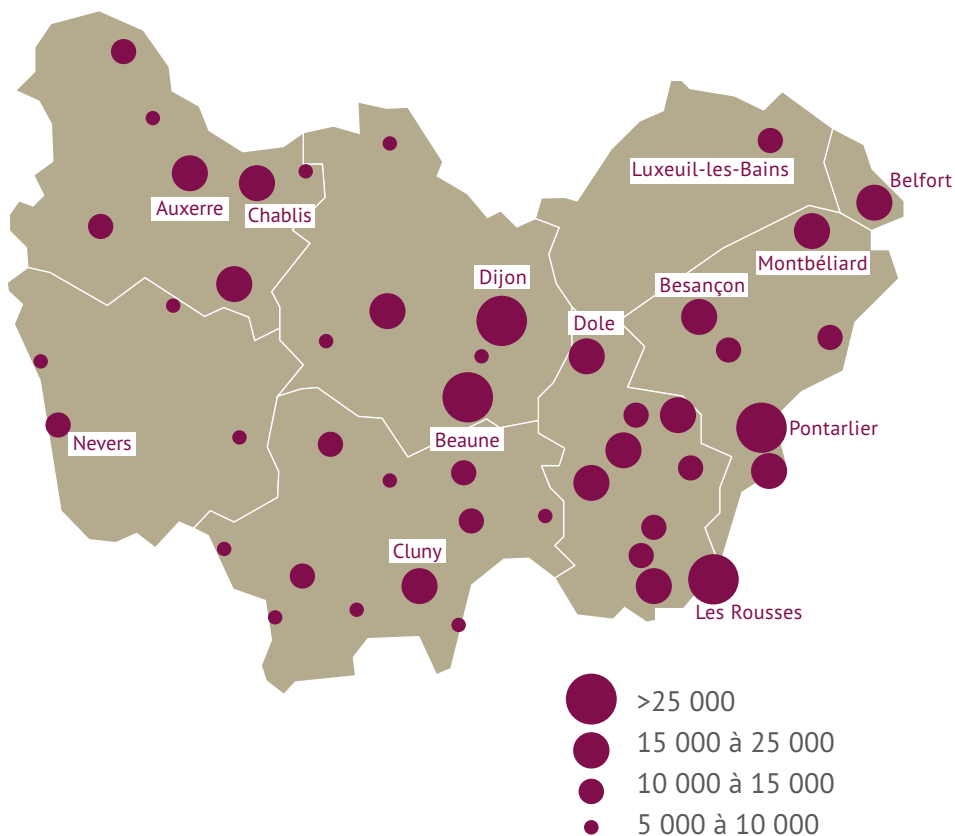 Luxeuil-les-Bains
Belfort
Auxerre
Chablis
Montbéliard
Dijon
Besançon
Dole
Pontarlier
Nevers
Beaune
Cluny
Les Rousses
>25 000
15 000 à 25 000
10 000 à 15 000
5 000 à 10 000